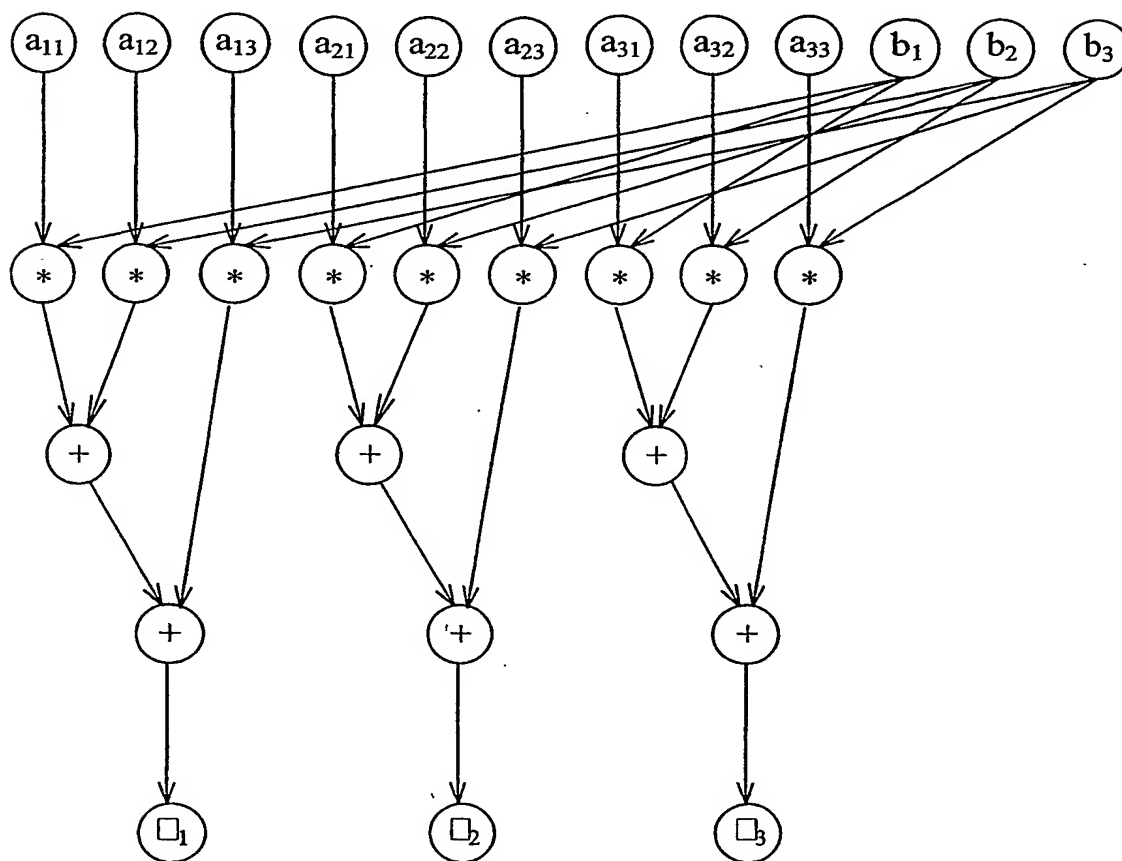 a₁₁ a₁₂ a₁₃ a₂₁ a₂₂ a₂₃ a₃₁ a₃₂ a₃₃ b₁ b₂ b₃
* * * * * * * * *
+ + +
+ + +
□₁ □₂ □₃